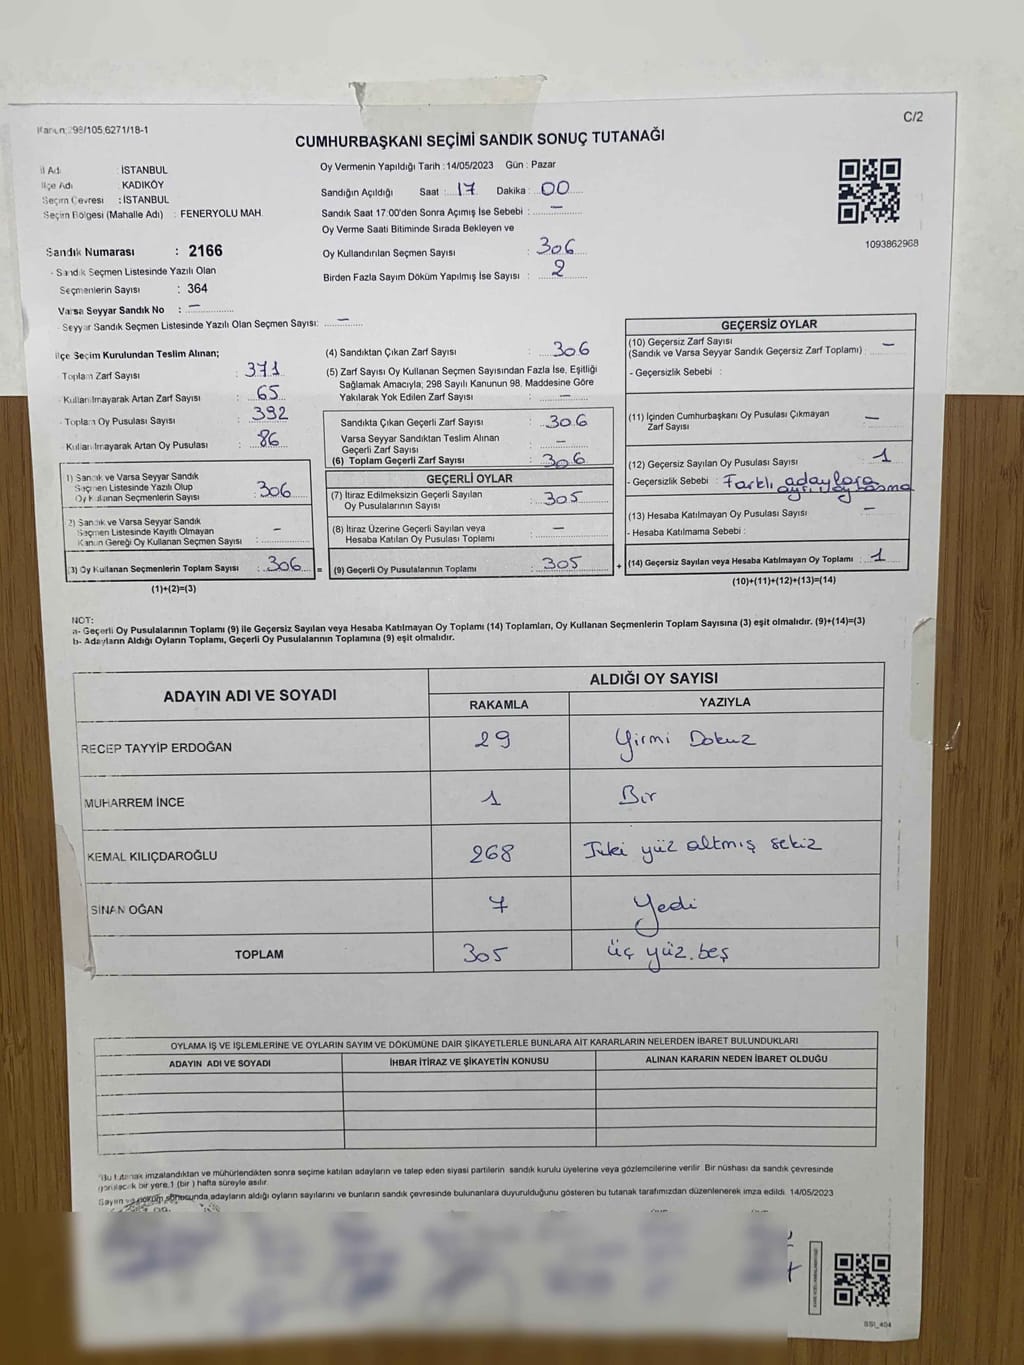 Kanun: 298/105,6271/18-1
C/2
CUMHURBAŞKANI SEÇİMİ SANDIK SONUÇ TUTANAĞI
İl Adı : İSTANBUL
İlçe Adı : KADIKÖY
Seçim Çevresi : İSTANBUL
Seçim Bölgesi (Mahalle Adı) : FENERYOLU MAH.
Sandık Numarası : 2166
- Sandık Seçmen Listesinde Yazılı Olan
Seçmenlerin Sayısı : 364
Varsa Seyyar Sandık No : —
- Seyyar Sandık Seçmen Listesinde Yazılı Olan Seçmen Sayısı: —
Oy Vermenin Yapıldığı Tarih : 14/05/2023 Gün : Pazar
Sandığın Açıldığı Saat : 17 Dakika : 00
Sandık Saat 17:00'den Sonra Açımış İse Sebebi : —
Oy Verme Saati Bitiminde Sırada Bekleyen ve
Oy Kullandırılan Seçmen Sayısı : 306
Birden Fazla Sayım Döküm Yapılmış İse Sayısı : 2
1093862968
İlçe Seçim Kurulundan Teslim Alınan;
Toplam Zarf Sayısı : 371
- Kullanılmayarak Artan Zarf Sayısı : 65
- Toplam Oy Pusulası Sayısı : 392
- Kullanılmayarak Artan Oy Pusulası : 86
1) Sandık ve Varsa Seyyar Sandık
Seçmen Listesinde Yazılı Olup
Oy Kullanan Seçmenlerin Sayısı : 306
2) Sandık ve Varsa Seyyar Sandık
Seçmen Listesinde Kayıtlı Olmayan
Kanun Gereği Oy Kullanan Seçmen Sayısı : —
3) Oy Kullanan Seçmenlerin Toplam Sayısı : 306 =
(1)+(2)=(3)
(4) Sandıktan Çıkan Zarf Sayısı : 306
(5) Zarf Sayısı Oy Kullanan Seçmen Sayısından Fazla İse, Eşitliği
Sağlamak Amacıyla; 298 Sayılı Kanunun 98. Maddesine Göre
Yakılarak Yok Edilen Zarf Sayısı : —
Sandıkta Çıkan Geçerli Zarf Sayısı : 306
Varsa Seyyar Sandıktan Teslim Alınan
Geçerli Zarf Sayısı : —
(6) Toplam Geçerli Zarf Sayısı : 306
GEÇERLİ OYLAR
(7) İtiraz Edilmeksizin Geçerli Sayılan
Oy Pusulalarının Sayısı : 305
(8) İtiraz Üzerine Geçerli Sayılan veya
Hesaba Katılan Oy Pusulası Toplamı : —
(9) Geçerli Oy Pusulalarının Toplamı : 305 +
GEÇERSİZ OYLAR
(10) Geçersiz Zarf Sayısı
(Sandık ve Varsa Seyyar Sandık Geçersiz Zarf Toplamı) : —
- Geçersizlik Sebebi :
(11) İçinden Cumhurbaşkanı Oy Pusulası Çıkmayan
Zarf Sayısı : —
(12) Geçersiz Sayılan Oy Pusulası Sayısı : 1
- Geçersizlik Sebebi : Farklı adaylara
ayrı oy basma
(13) Hesaba Katılmayan Oy Pusulası Sayısı : —
- Hesaba Katılmama Sebebi :
(14) Geçersiz Sayılan veya Hesaba Katılmayan Oy Toplamı : 1
(10)+(11)+(12)+(13)=(14)
NOT:
a- Geçerli Oy Pusulalarının Toplamı (9) ile Geçersiz Sayılan veya Hesaba Katılmayan Oy Toplamı (14) Toplamları, Oy Kullanan Seçmenlerin Toplam Sayısına (3) eşit olmalıdır. (9)+(14)=(3)
b- Adayların Aldığı Oyların Toplamı, Geçerli Oy Pusulalarının Toplamına (9) eşit olmalıdır.
ADAYIN ADI VE SOYADI
ALDIĞI OY SAYISI
RAKAMLA YAZIYLA
RECEP TAYYİP ERDOĞAN 29 Yirmi Dokuz
MUHARREM İNCE 1 Bir
KEMAL KILIÇDAROĞLU 268 İki yüz altmış sekiz
SİNAN OĞAN 7 Yedi
TOPLAM 305 üç yüz.beş
OYLAMA İŞ VE İŞLEMLERİNE VE OYLARIN SAYIM VE DÖKÜMÜNE DAİR ŞİKAYETLERLE BUNLARA AİT KARARLARIN NELERDEN İBARET BULUNDUKLARI
ADAYIN ADI VE SOYADI İHBAR İTİRAZ VE ŞİKAYETİN KONUSU ALINAN KARARIN NEDEN İBARET OLDUĞU
Bu tutanak imzalandıktan ve mühürlendikten sonra seçime katılan adayların ve talep eden siyasi partilerin sandık kurulu üyelerine veya gözlemcilerine verilir. Bir nüshası da sandık çevresinde
görülecek bir yere 1 (bir ) hafta süreyle asılır.
Sayım ve döküm sonucunda adayların aldığı oyların sayılarını ve bunların sandık çevresinde bulunanlara duyurulduğunu gösteren bu tutanak tarafımızdan düzenlenerek imza edildi. 14/05/2023